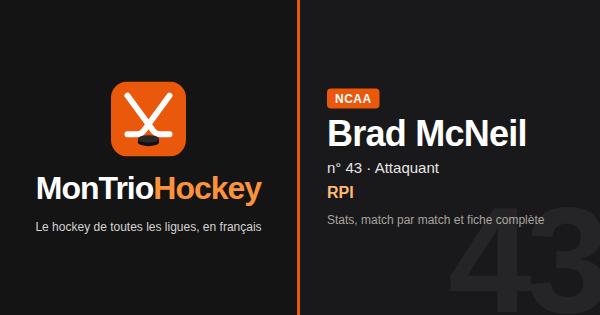 MonTrioHockey
Le hockey de toutes les ligues, en français
NCAA
Brad McNeil
n° 43 · Attaquant
RPI
Stats, match par match et fiche complète
43